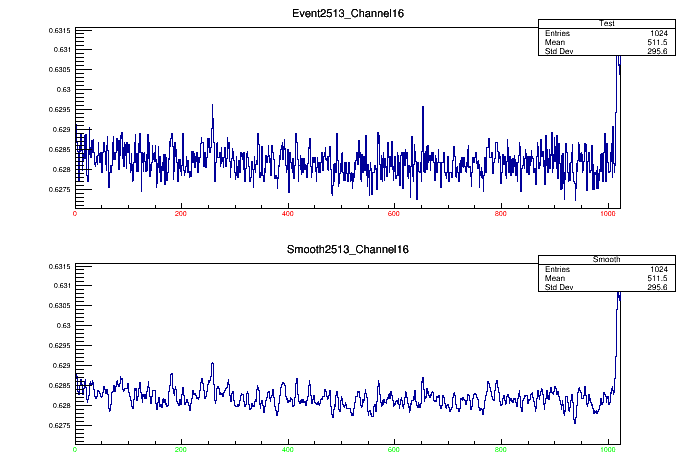 Event2513_Channel16
Test
Entries 1024
Mean 511.5
Std Dev 295.6
0.6315
0.631
0.6305
0.63
0.6295
0.629
0.6285
0.628
0.6275
0 200 400 600 800 1000
Smooth2513_Channel16
Smooth
Entries 1024
Mean 511.5
Std Dev 295.6
0.6315
0.631
0.6305
0.63
0.6295
0.629
0.6285
0.628
0.6275
0 200 400 600 800 1000